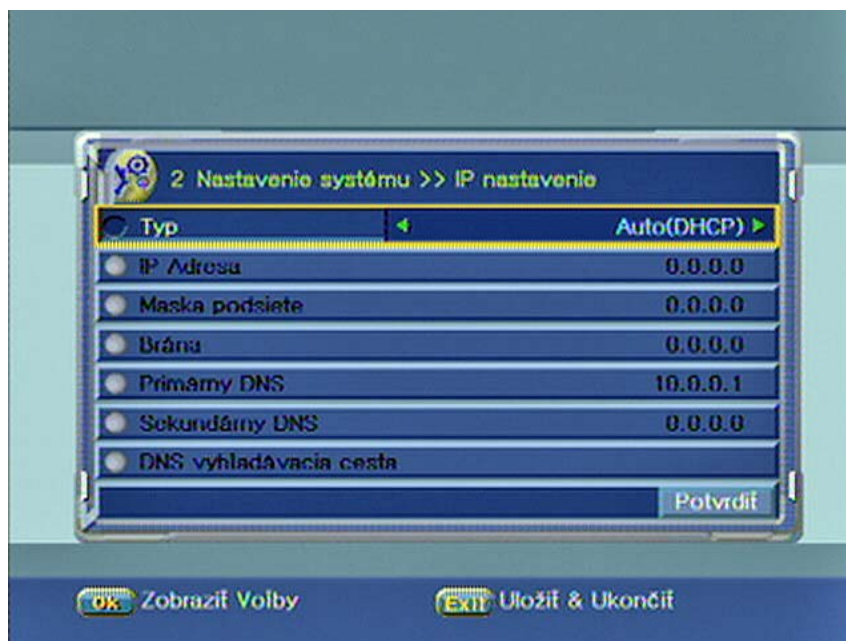 2 Nastavenie systému >> IP nastavenie
Typ Auto(DHCP)
IP Adresa 0.0.0.0
Maska podsiete 0.0.0.0
Brána 0.0.0.0
Primárny DNS 10.0.0.1
Sekundárny DNS 0.0.0.0
DNS vyhladávacia cesta
Potvrdiť
OK Zobraziť Voľby Exit Uložiť & Ukončiť